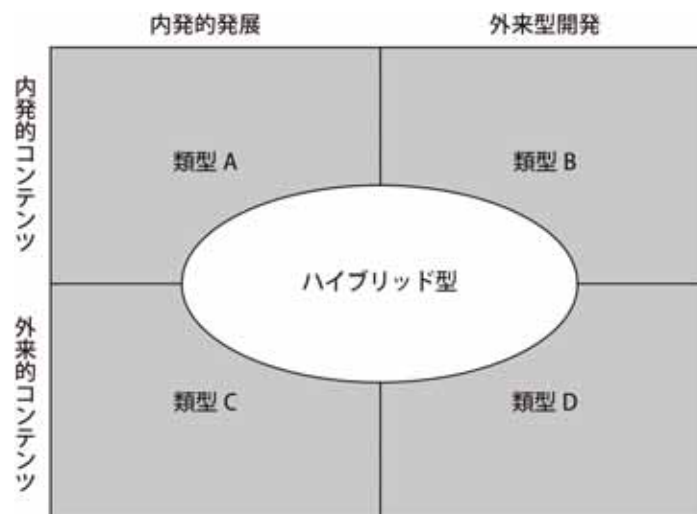 内発的発展
外来型開発
内発的コンテンツ
類型 A
類型 B
ハイブリッド型
外来的コンテンツ
類型 C
類型 D